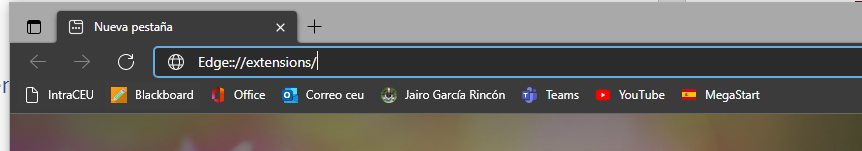 Nueva pestaña
Edge:://extensions/
IntraCEU Blackboard Office Correo ceu Jairo García Rincón Teams YouTube MegaStart